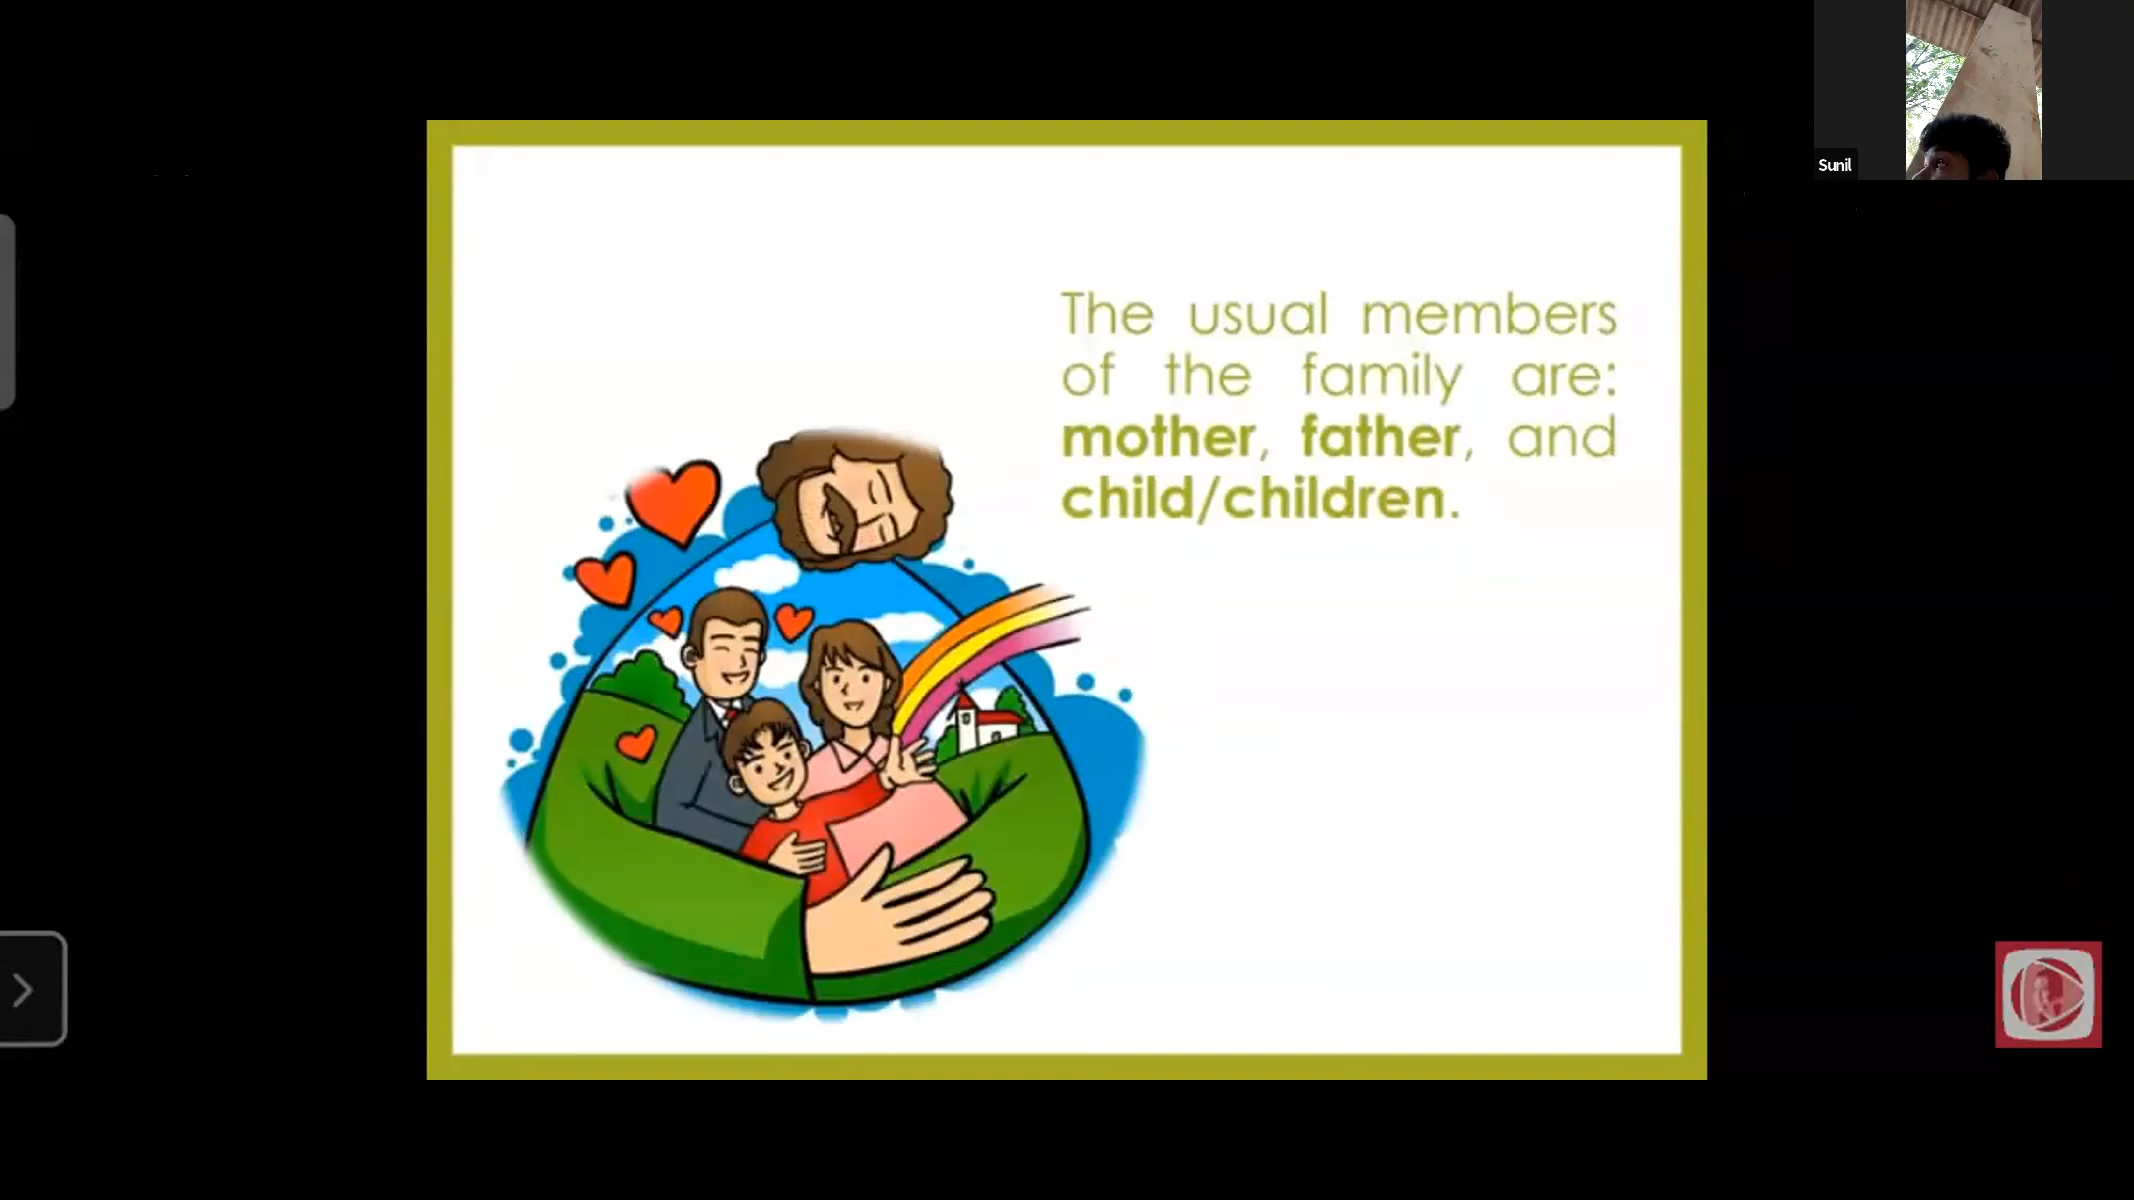 The usual members
of the family are:
mother, father, and
child/children.
Sunil